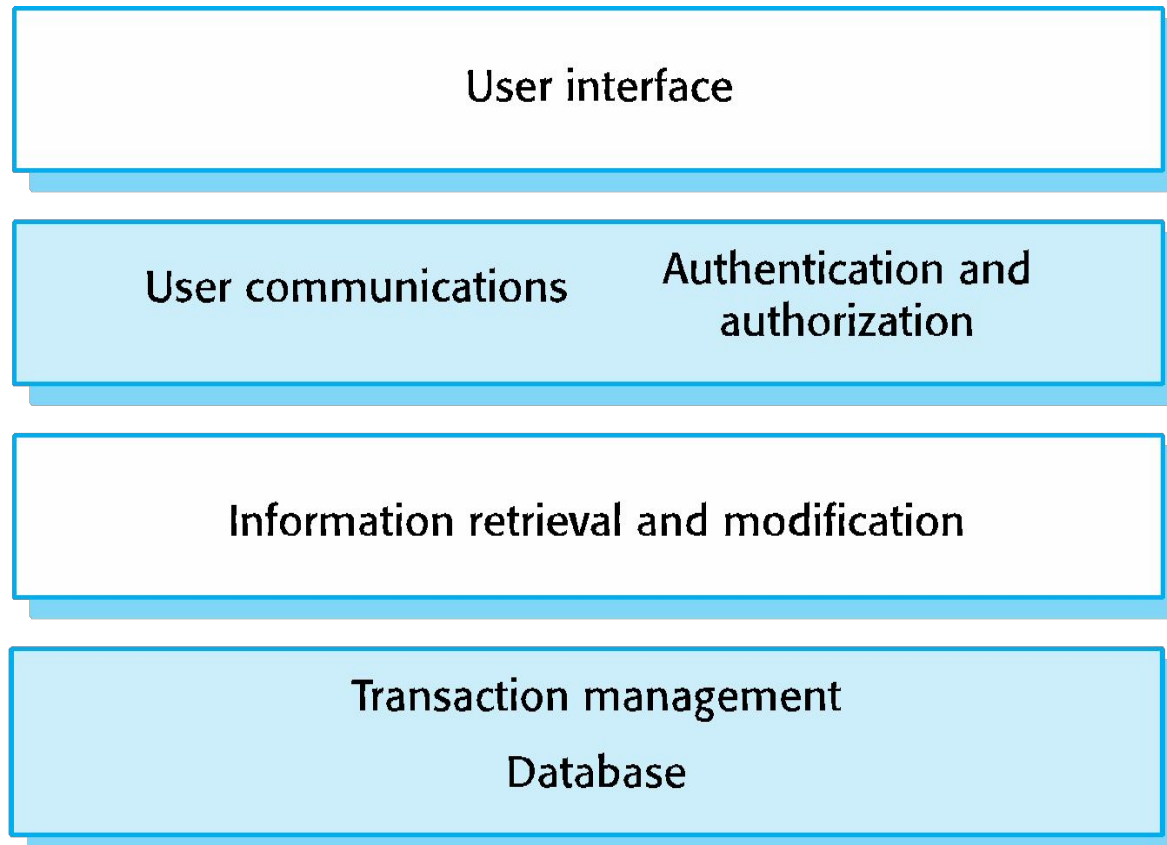 User interface
User communications
Authentication and
authorization
Information retrieval and modification
Transaction management
Database